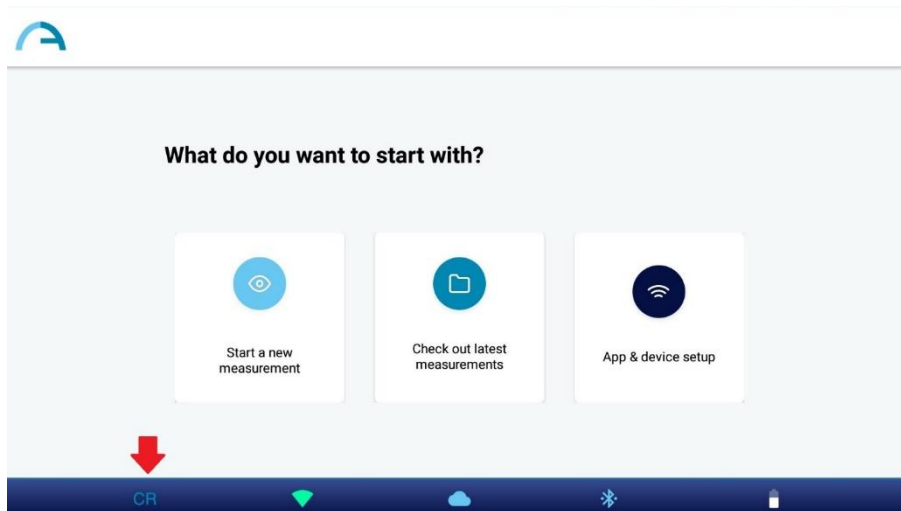 What do you want to start with?
Start a new
measurement
Check out latest
measurements
App & device setup
CR